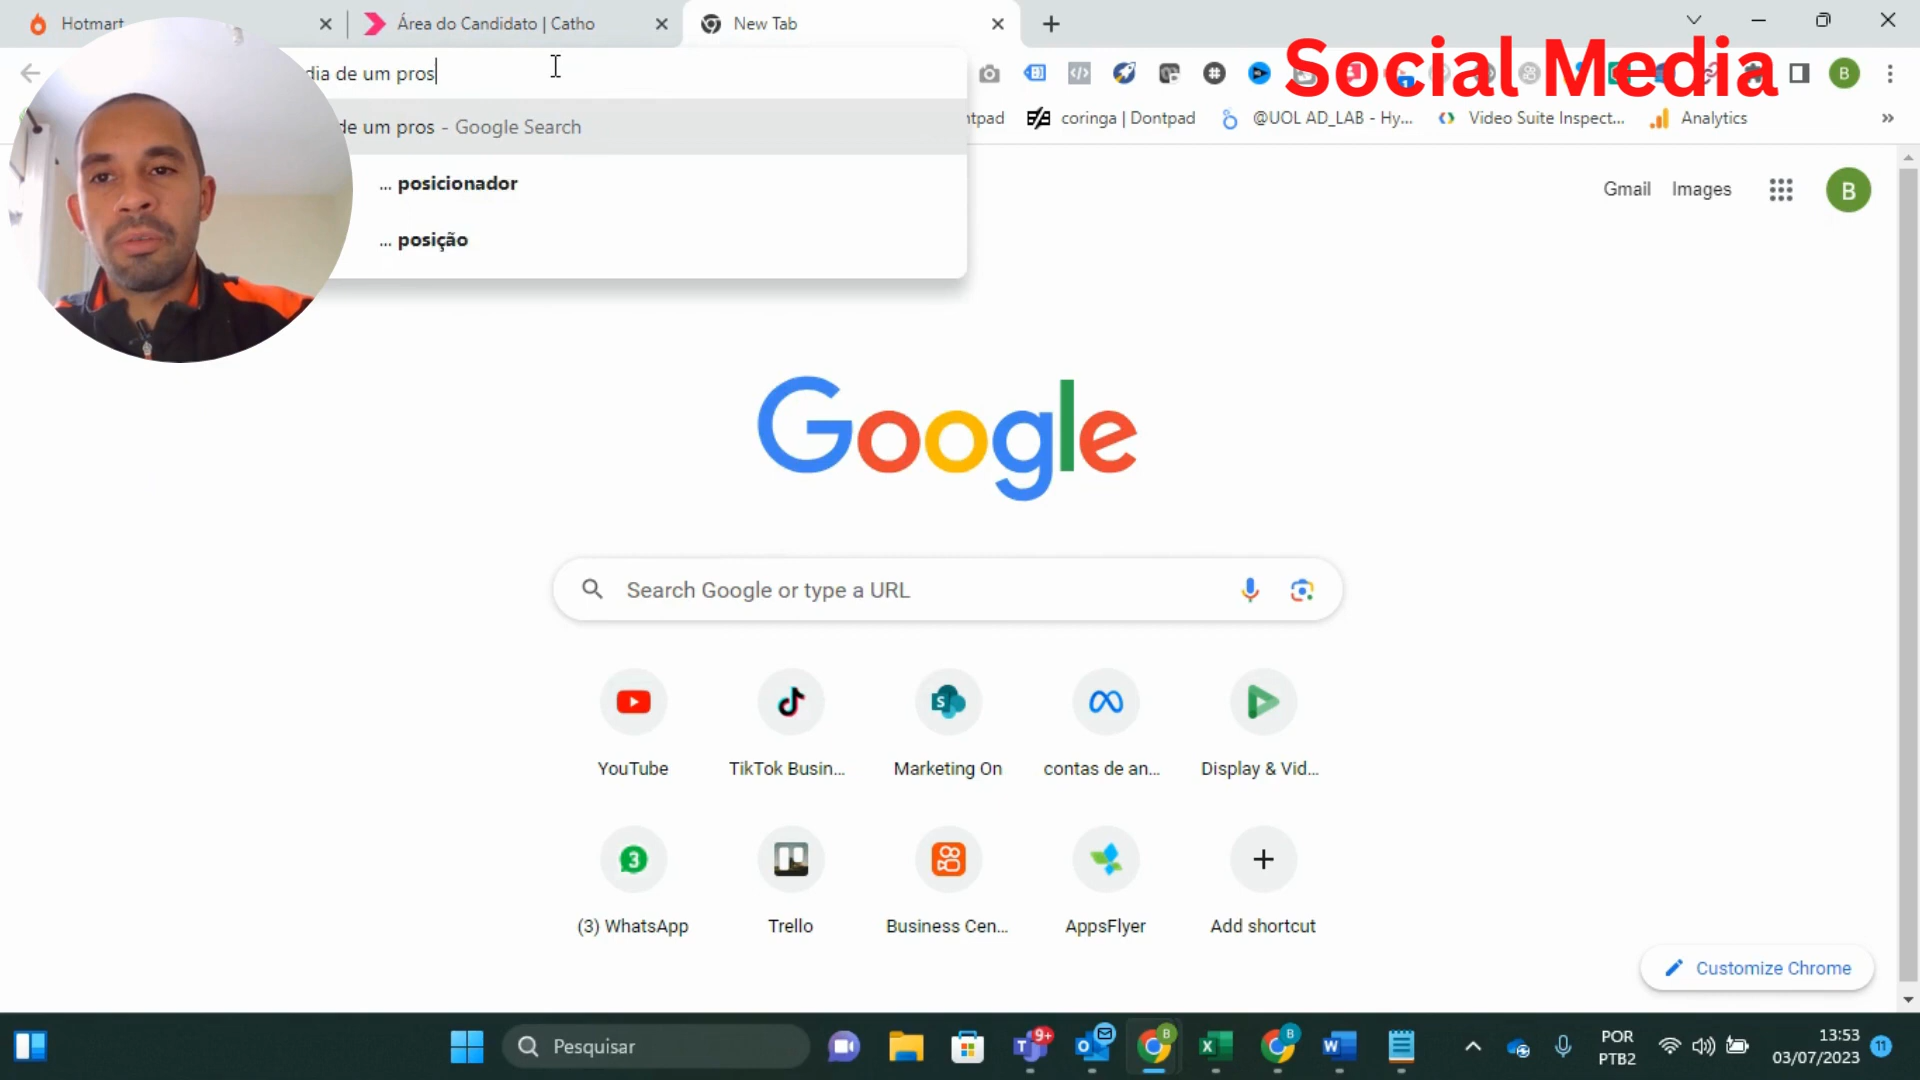 Hotmart
Área do Candidato | Catho
New Tab
Social Media
dia de um pros
B
de um pros - Google Search
ntpad
coringa | Dontpad
@UOL AD_LAB - Hy...
Video Suite Inspect...
Analytics
»
... posicionador
... posição
Gmail
Images
B
Google
Search Google or type a URL
YouTube
TikTok Busin...
Marketing On
contas de an...
Display & Vid...
(3) WhatsApp
Trello
Business Cen...
AppsFlyer
Add shortcut
Customize Chrome
Pesquisar
9+
POR
PTB2
13:53
03/07/2023
11